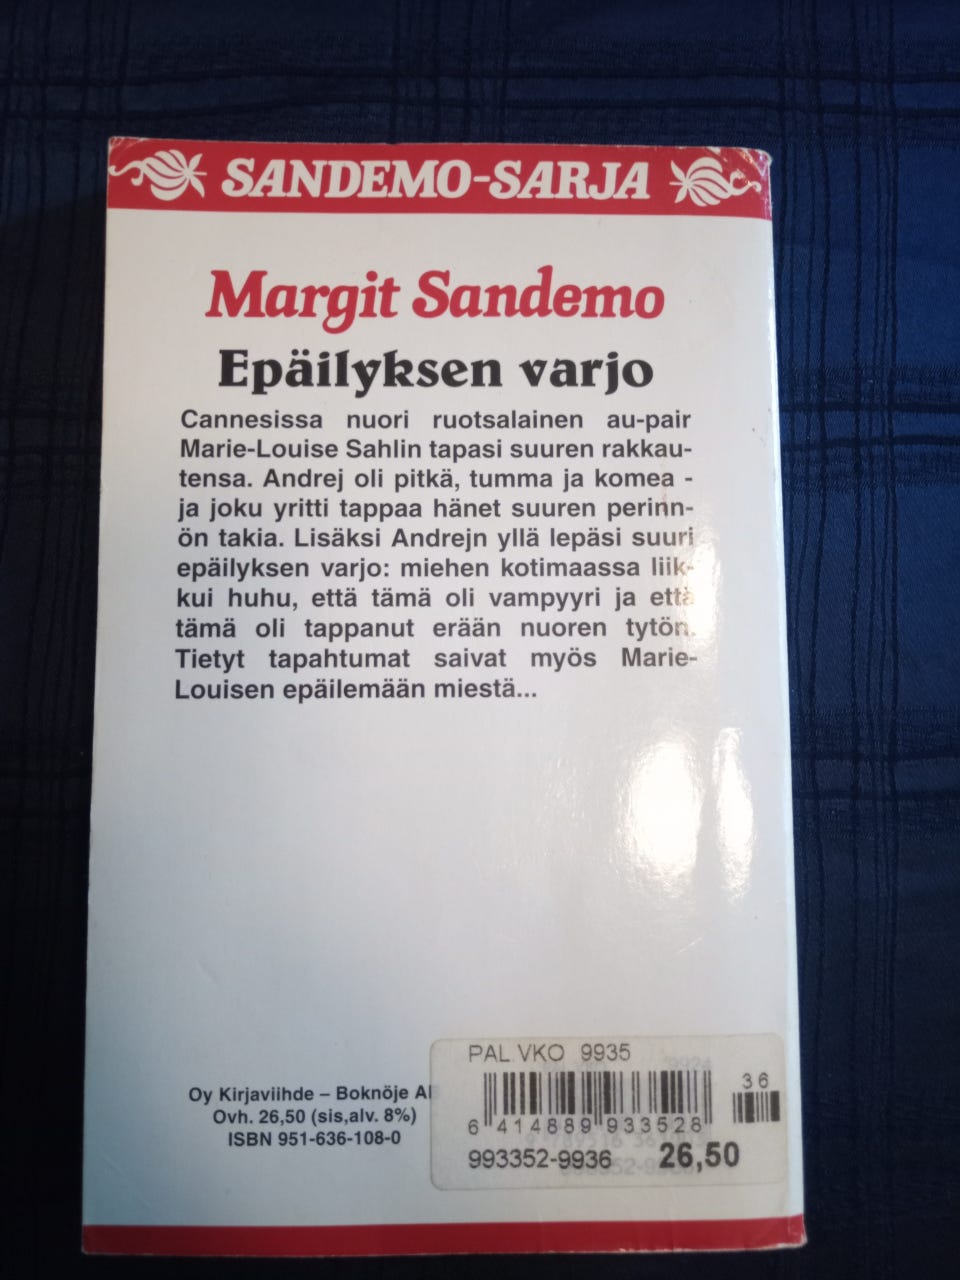 SANDEMO-SARJA
Margit Sandemo
Epäilyksen varjo
Cannesissa nuori ruotsalainen au-pair
Marie-Louise Sahlin tapasi suuren rakkau-
tensa. Andrej oli pitkä, tumma ja komea -
ja joku yritti tappaa hänet suuren perinn-
ön takia. Lisäksi Andrejn yllä lepäsi suuri
epäilyksen varjo: miehen kotimaassa liik-
kui huhu, että tämä oli vampyyri ja että
tämä oli tappanut erään nuoren tytön.
Tietyt tapahtumat saivat myös Marie-
Louisen epäilemään miestä...
Oy Kirjaviihde – Boknöje AB
Ovh. 26,50 (sis,alv. 8%)
ISBN 951-636-108-0
PAL.VKO 9935
36
6 414889 933528
993352-9936 26,50